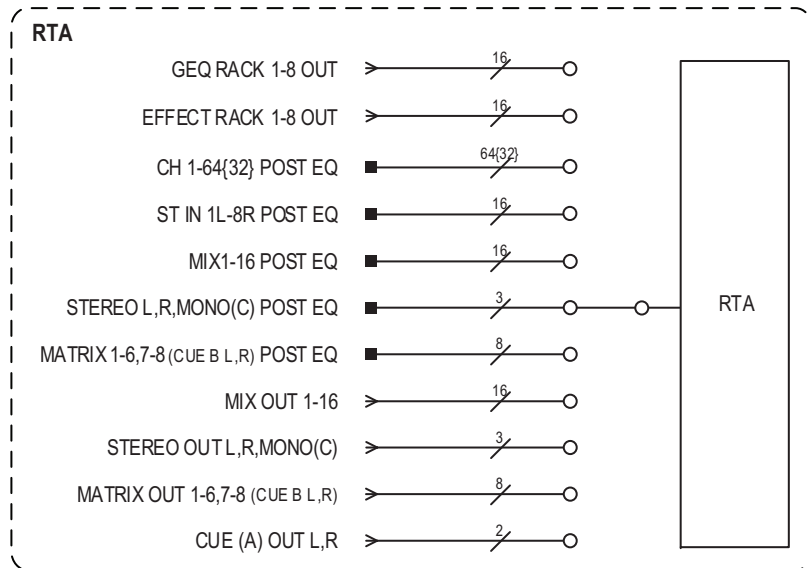 RTA
GEQ RACK 1-8 OUT 16
EFFECT RACK 1-8 OUT 16
CH 1-64{32} POST EQ 64{32}
ST IN 1L-8R POST EQ 16
MIX1-16 POST EQ 16
STEREO L,R,MONO(C) POST EQ 3 RTA
MATRIX 1-6,7-8 (CUE B L,R) POST EQ 8
MIX OUT 1-16 16
STEREO OUT L,R,MONO(C) 3
MATRIX OUT 1-6,7-8 (CUE B L,R) 8
CUE (A) OUT L,R 2